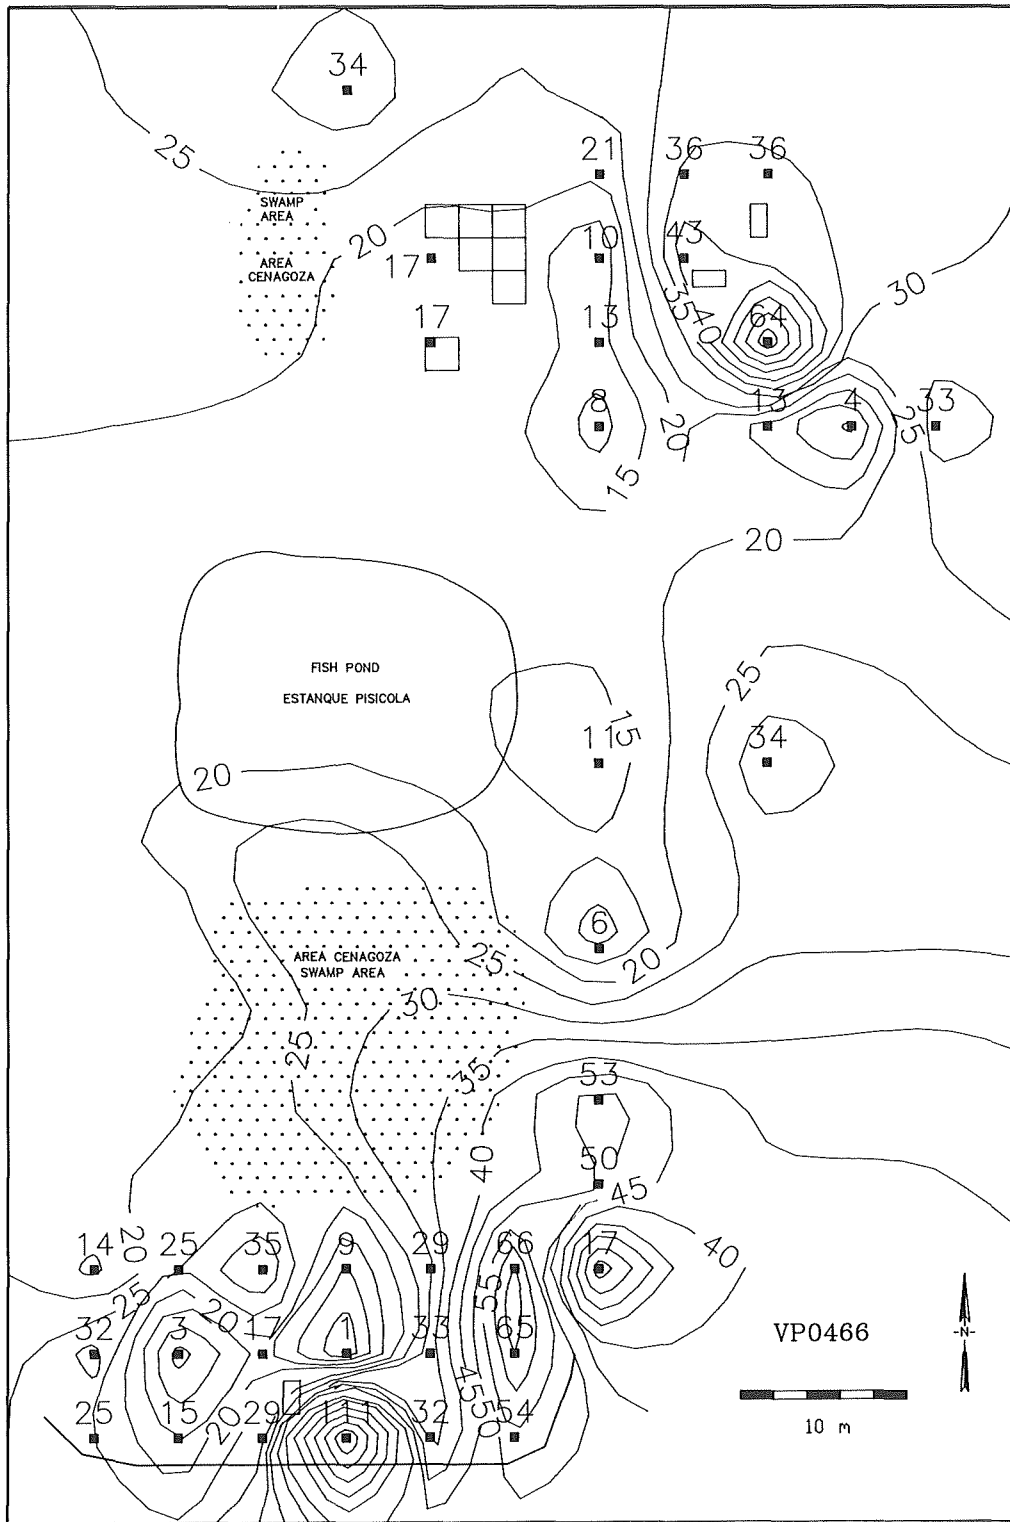 34
25
21 36 36
SWAMP
AREA
20
10 43
AREA
CENAGOZA
17
30
35 40
17 13 64
8 13 4 33
20 25
15
20
FISH POND
25
ESTANQUE PISICOLA
15
11 34
20
6
AREA CENAGOZA
SWAMP AREA
25
20
30
25
35
53
40
50
45
20
14 25 35 9 29 66 17 40
25
55
20
32 3 17 1 33 65
VP0466
-N-
45 50
20
25 15 29 111 32 54
10 m